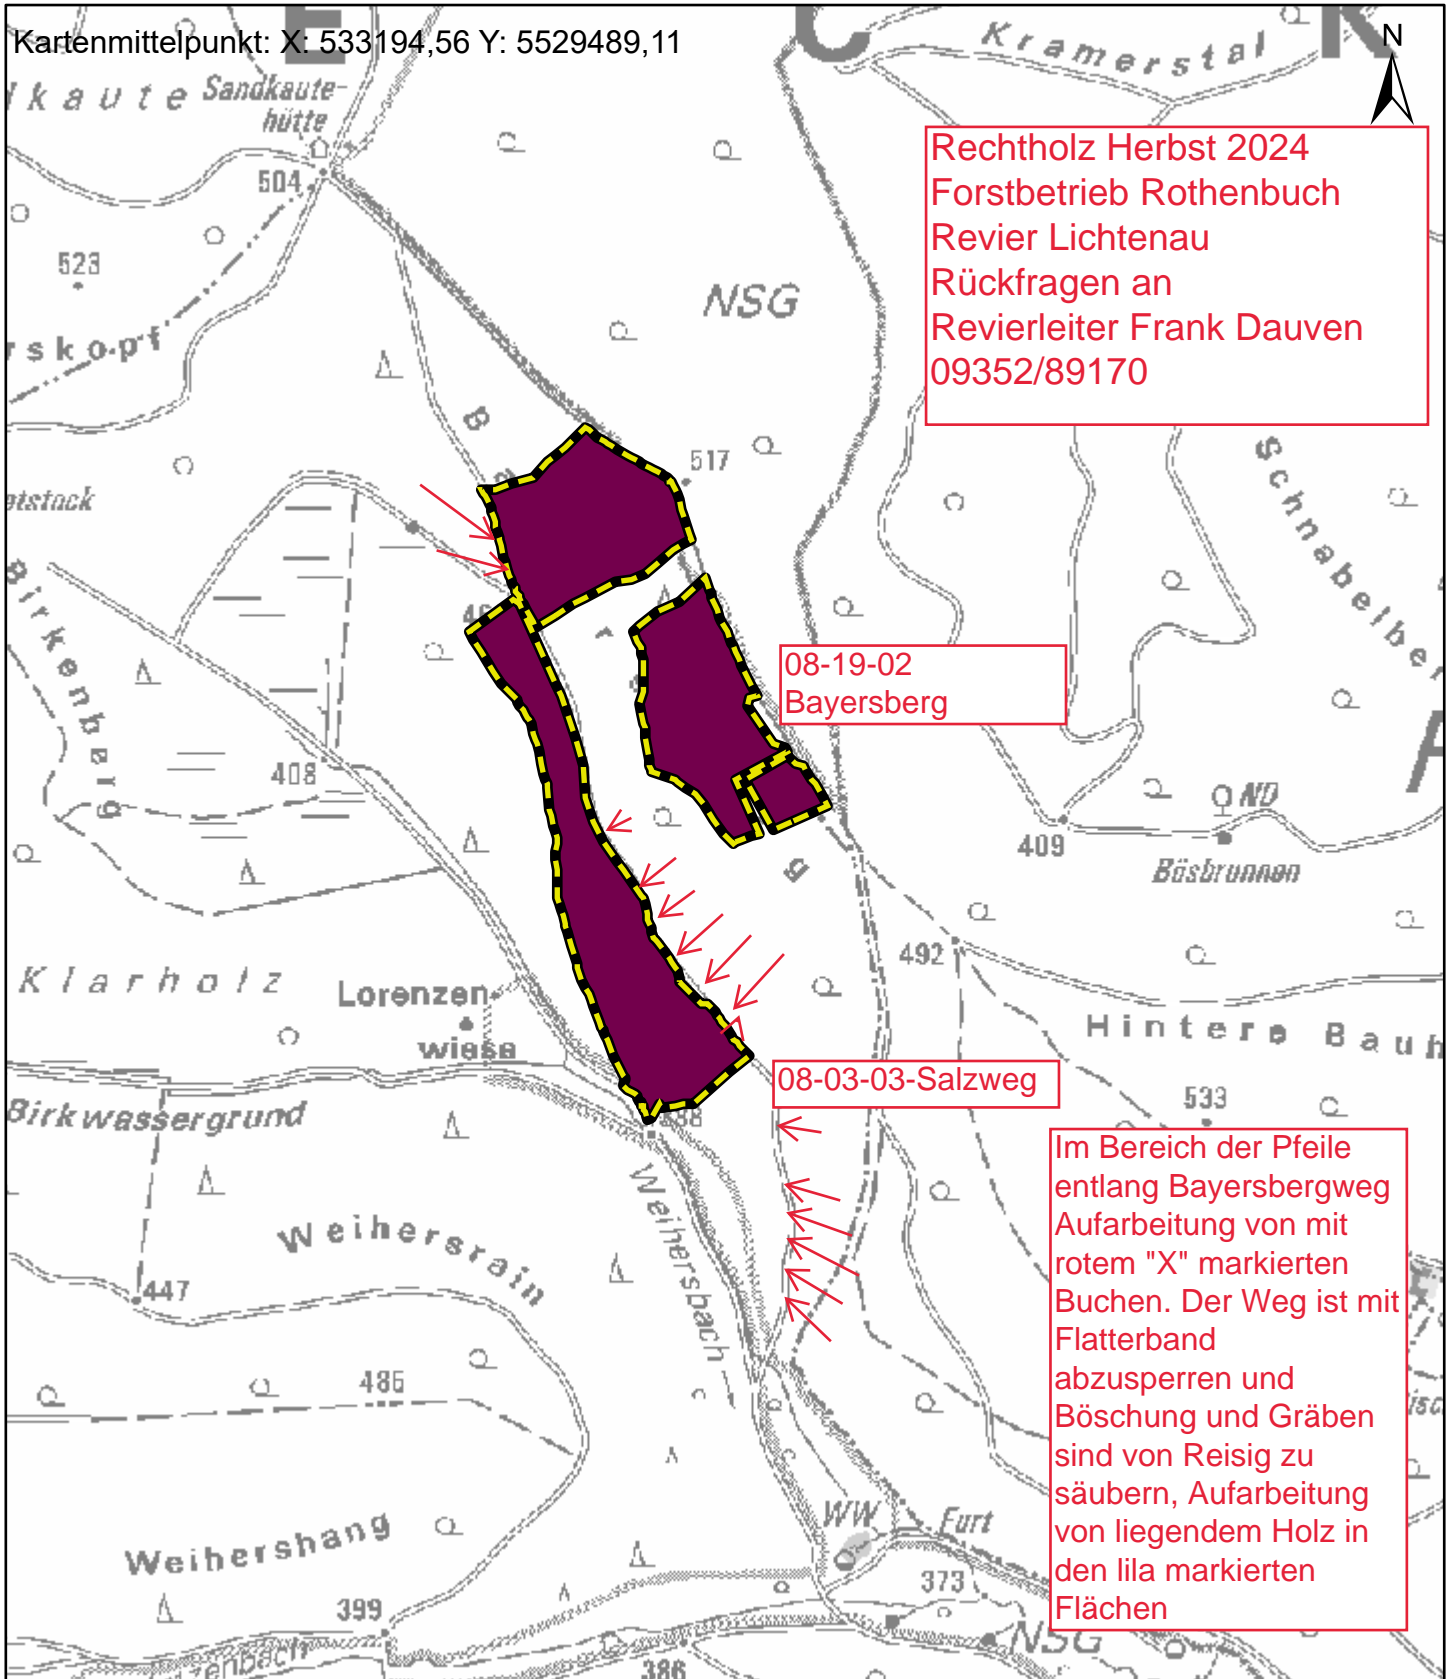 E C K
Kartenmittelpunkt: X: 533194,56 Y: 5529489,11
N
Kramerstal
lkaute
Sandkaute-
hütte
504
523
rskopf
NSG
Rechtholz Herbst 2024
Forstbetrieb Rothenbuch
Revier Lichtenau
Rückfragen an
Revierleiter Frank Dauven
09352/89170
517
Schnabelber
Birkenberg
408
08-19-02
Bayersberg
A
ND
409
Bösbrunnen
g
492
Klarholz
Lorenzen
wiese
Hintere Bauh
08-03-03-Salzweg
533
Birkwassergrund
Weihersbach
Weihersrain
447
Im Bereich der Pfeile
entlang Bayersbergweg
Aufarbeitung von mit
rotem "X" markierten
Buchen. Der Weg ist mit
Flatterband
abzusperren und
Böschung und Gräben
sind von Reisig zu
säubern, Aufarbeitung
von liegendem Holz in
den lila markierten
Flächen
486
WW
Furt
Weihershang
373
399
NSG
386